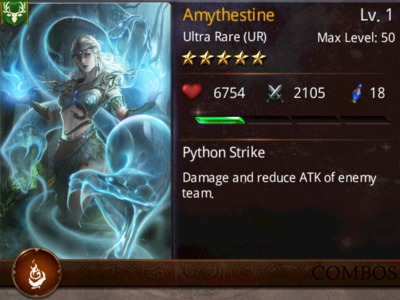 Amythestine
Lv. 1
Ultra Rare (UR)
Max Level: 50
6754
2105
18
Python Strike
Damage and reduce ATK of enemy
team.
COMBOS